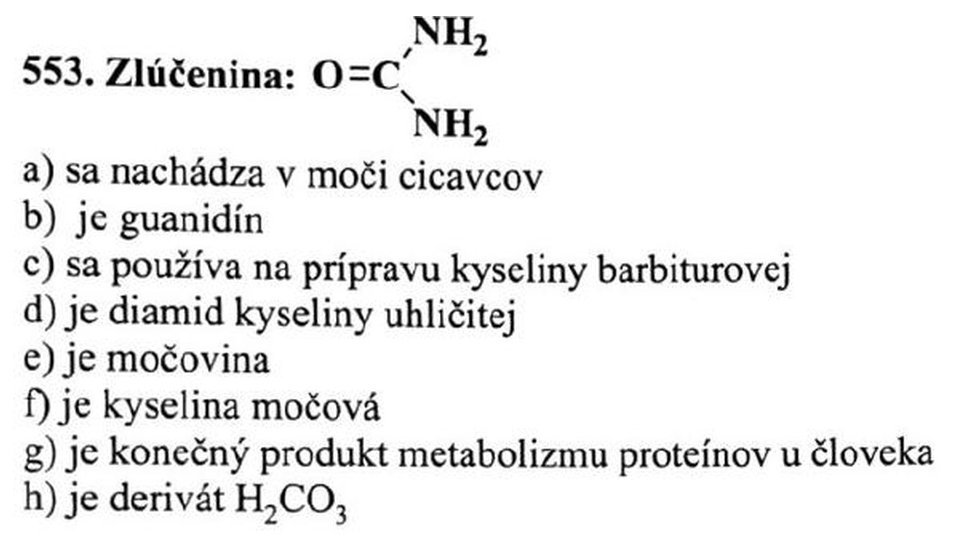 NH₂
553. Zlúčenina: O=C
NH₂
a) sa nachádza v moči cicavcov
b) je guanidín
c) sa používa na prípravu kyseliny barbiturovej
d) je diamid kyseliny uhličitej
e) je močovina
f) je kyselina močová
g) je konečný produkt metabolizmu proteínov u človeka
h) je derivát H₂CO₃